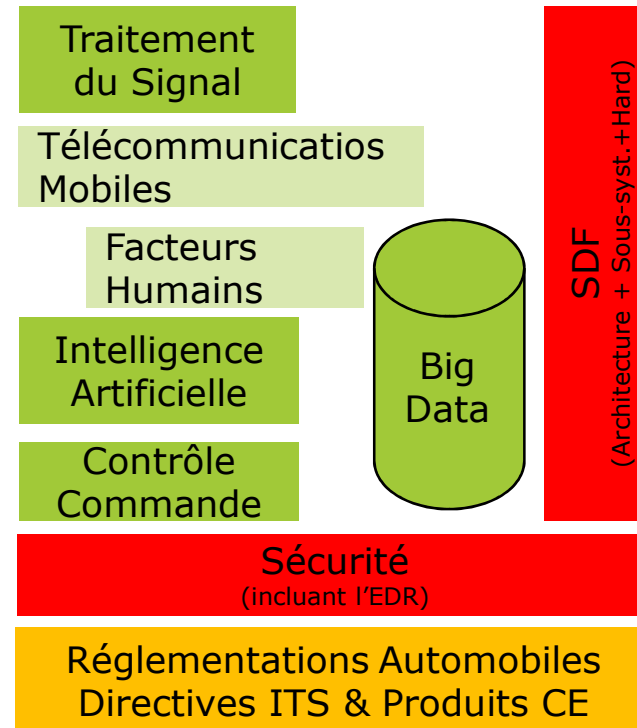 Traitement
du Signal
Télécommunicatios
Mobiles
Facteurs
Humains
Intelligence
Artificielle
Contrôle
Commande
Big
Data
SDF
(Architecture + Sous-syst.+Hard)
Sécurité
(incluant l’EDR)
Réglementations Automobiles
Directives ITS & Produits CE